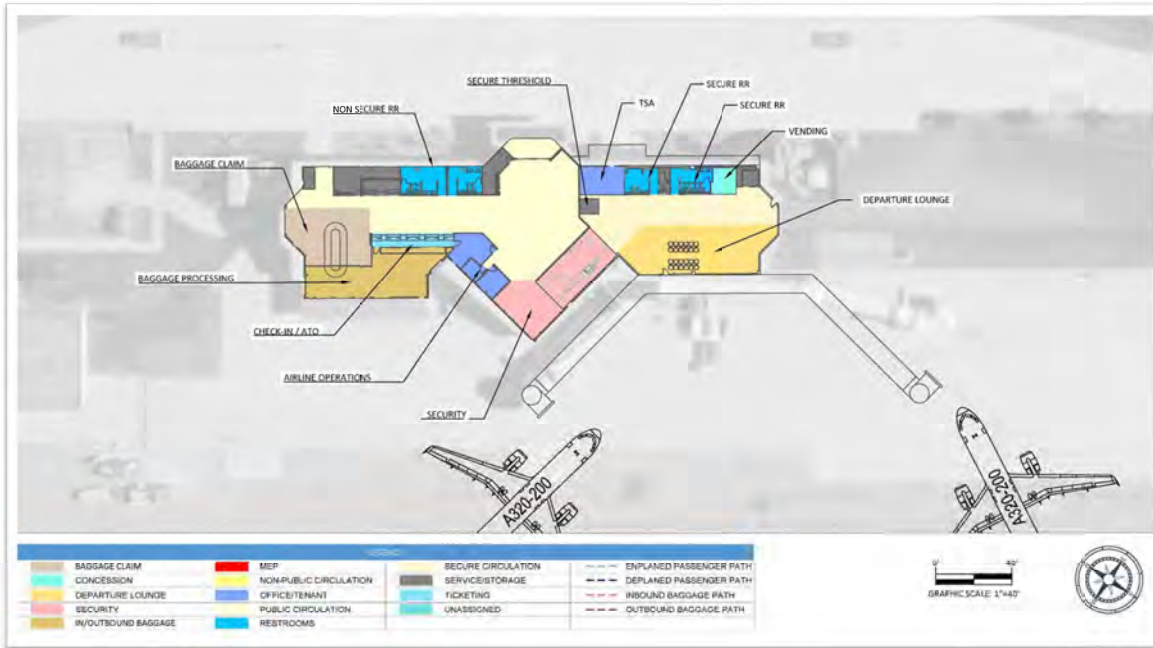 SECURE THRESHOLD
SECURE RR
TSA
SECURE RR
NON SECURE RR
VENDING
BAGGAGE CLAIM
DEPARTURE LOUNGE
BAGGAGE PROCESSING
CHECK-IN / ATO
AIRLINE OPERATIONS
SECURITY
A320-200
A320-200
BAGGAGE CLAIM
MEP
SECURE CIRCULATION
ENPLANED PASSENGER PATH
CONCESSION
NON-PUBLIC CIRCULATION
SERVICE/STORAGE
DEPLANED PASSENGER PATH
DEPARTURE LOUNGE
OFFICE/TENANT
TICKETING
INBOUND BAGGAGE PATH
SECURITY
PUBLIC CIRCULATION
UNASSIGNED
OUTBOUND BAGGAGE PATH
IN/OUTBOUND BAGGAGE
RESTROOMS
0' 40'
GRAPHIC SCALE: 1"=40'